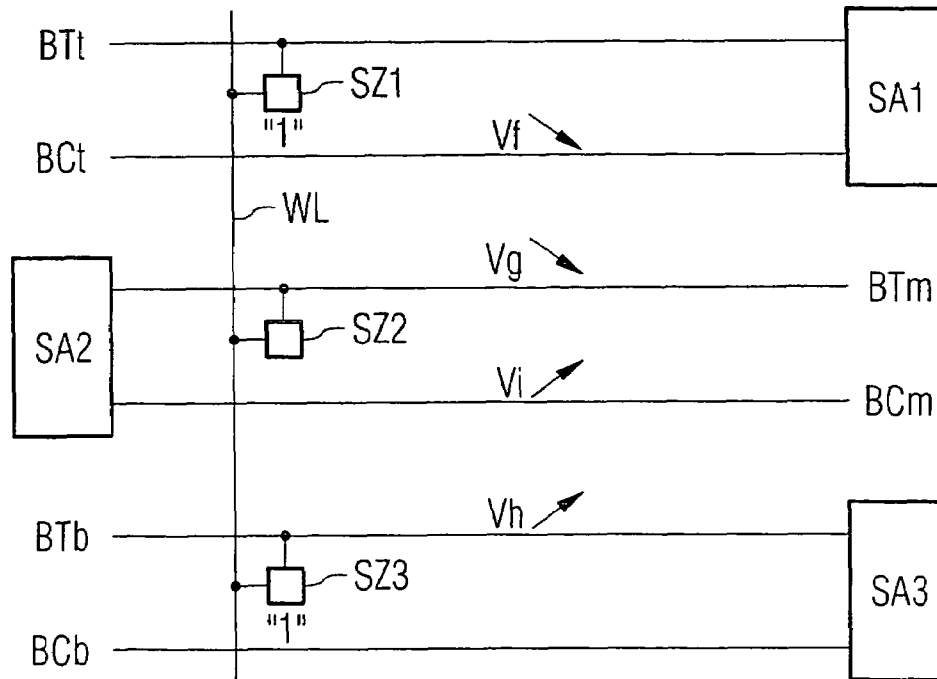 BTt
SZ1
SA1
"1"
BCt
Vf
WL
Vg
BTm
SA2
SZ2
Vi
BCm
Vh
BTb
SZ3
SA3
"1"
BCb